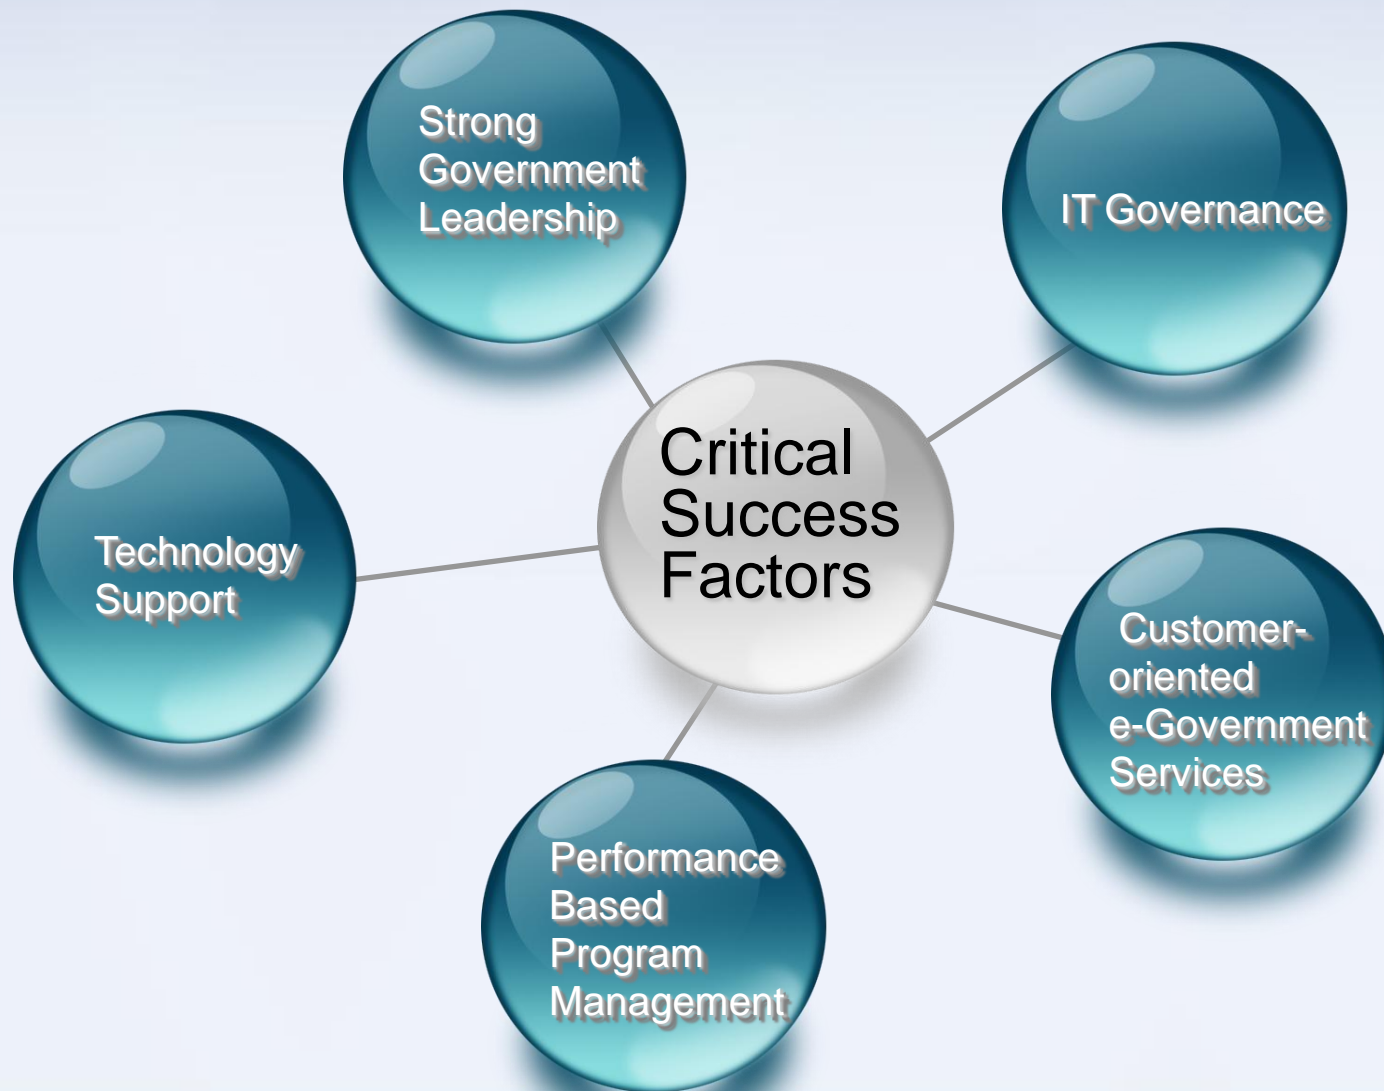 Strong
Government
Leadership
IT Governance
Critical
Success
Factors
Technology
Support
Customer-
oriented
e-Government
Services
Performance
Based
Program
Management